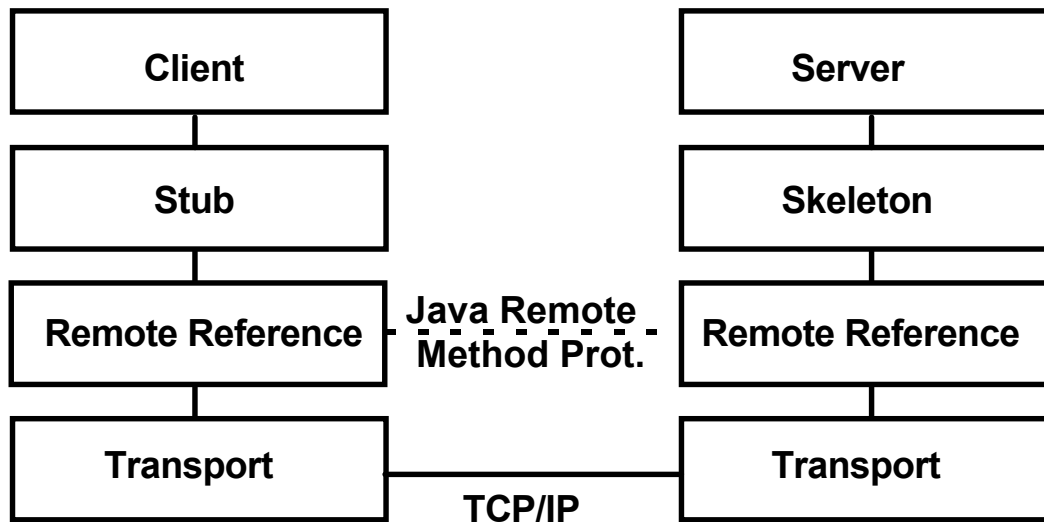 Client
Server
Stub
Skeleton
Remote Reference
Java Remote
Method Prot.
Remote Reference
Transport
TCP/IP
Transport